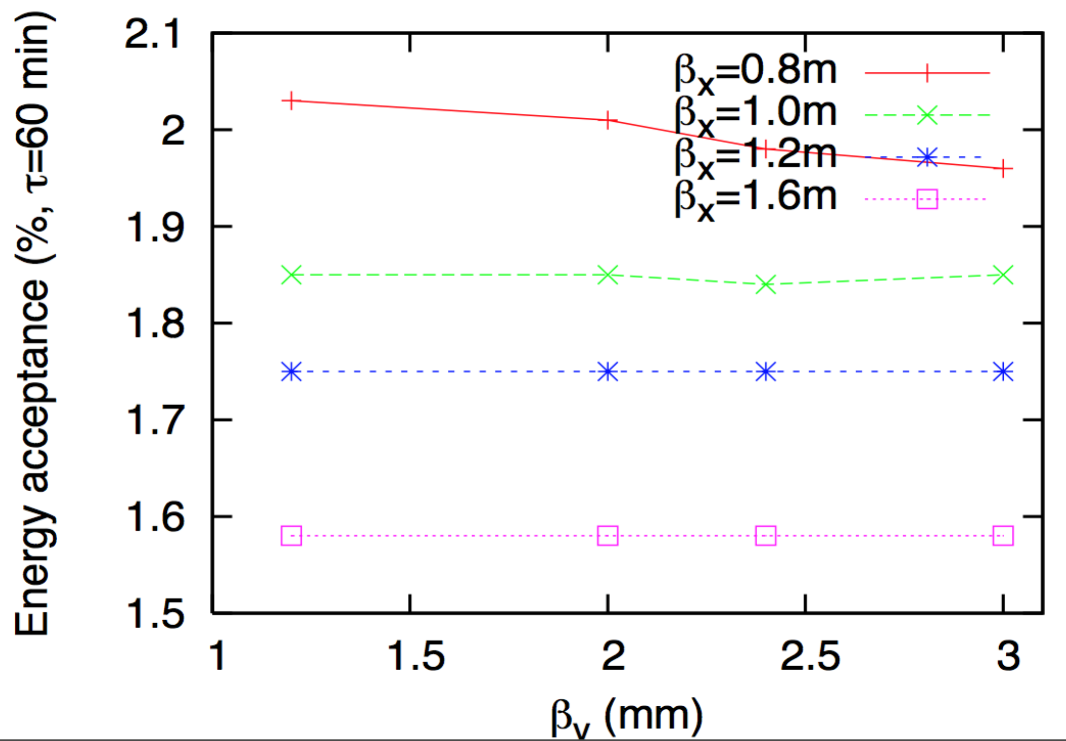 Energy acceptance (%, τ=60 min)
2.1
2
1.9
1.8
1.7
1.6
1.5
βx=0.8m
βx=1.0m
βx=1.2m
βx=1.6m
1 1.5 2 2.5 3
βy (mm)